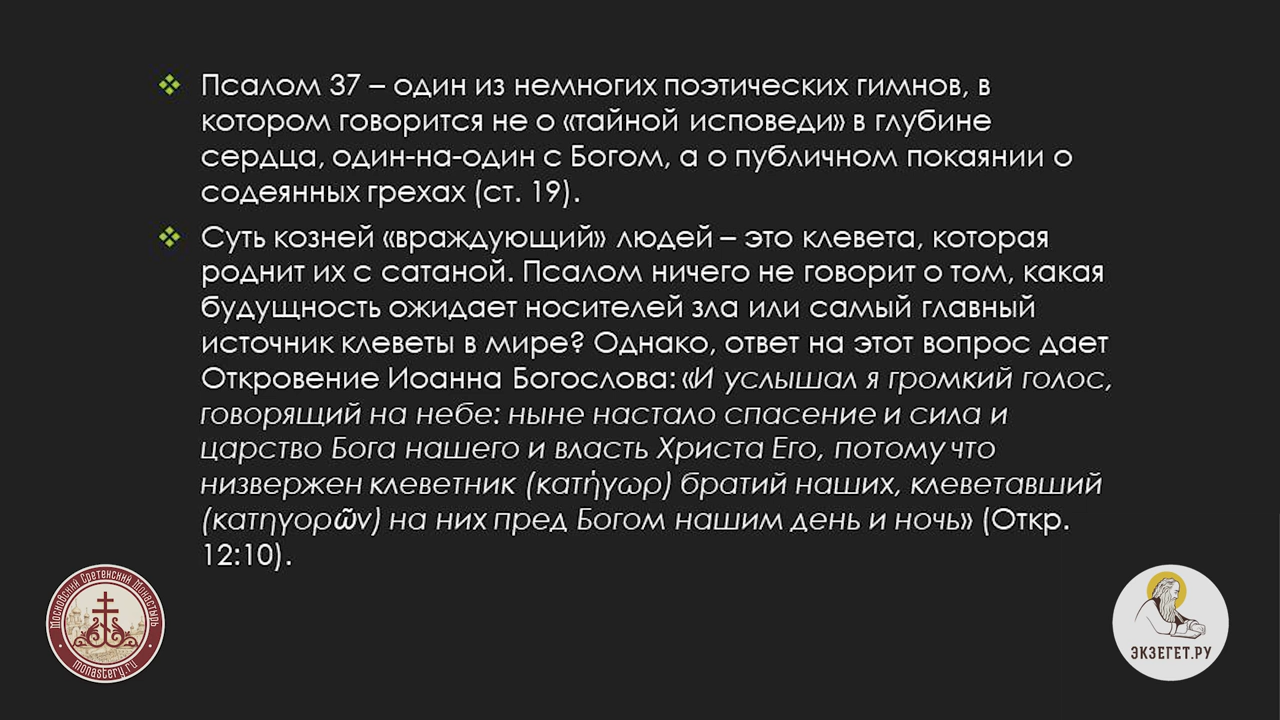 Псалом 37 – один из немногих поэтических гимнов, в
котором говорится не о «тайной исповеди» в глубине
сердца, один-на-один с Богом, а о публичном покаянии о
содеянных грехах (ст. 19).
Суть козней «враждующий» людей – это клевета, которая
роднит их с сатаной. Псалом ничего не говорит о том, какая
будущность ожидает носителей зла или самый главный
источник клеветы в мире? Однако, ответ на этот вопрос дает
Откровение Иоанна Богослова: «И услышал я громкий голос,
говорящий на небе: ныне настало спасение и сила и
царство Бога нашего и власть Христа Его, потому что
низвержен клеветник (κατήγωρ) братий наших, клеветавший
(κατηγορῶν) на них пред Богом нашим день и ночь» (Откр.
12:10).
Московский Сретенский Монастырь
monastery.ru
ЭКЗЕГЕТ.РУ